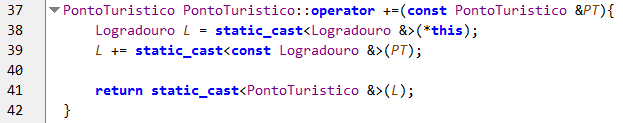 37 PontoTuristico PontoTuristico::operator +=(const PontoTuristico &PT){
38     Logradouro L = static_cast<Logradouro &>(*this);
39     L += static_cast<const Logradouro &>(PT);
40
41     return static_cast<PontoTuristico &>(L);
42 }